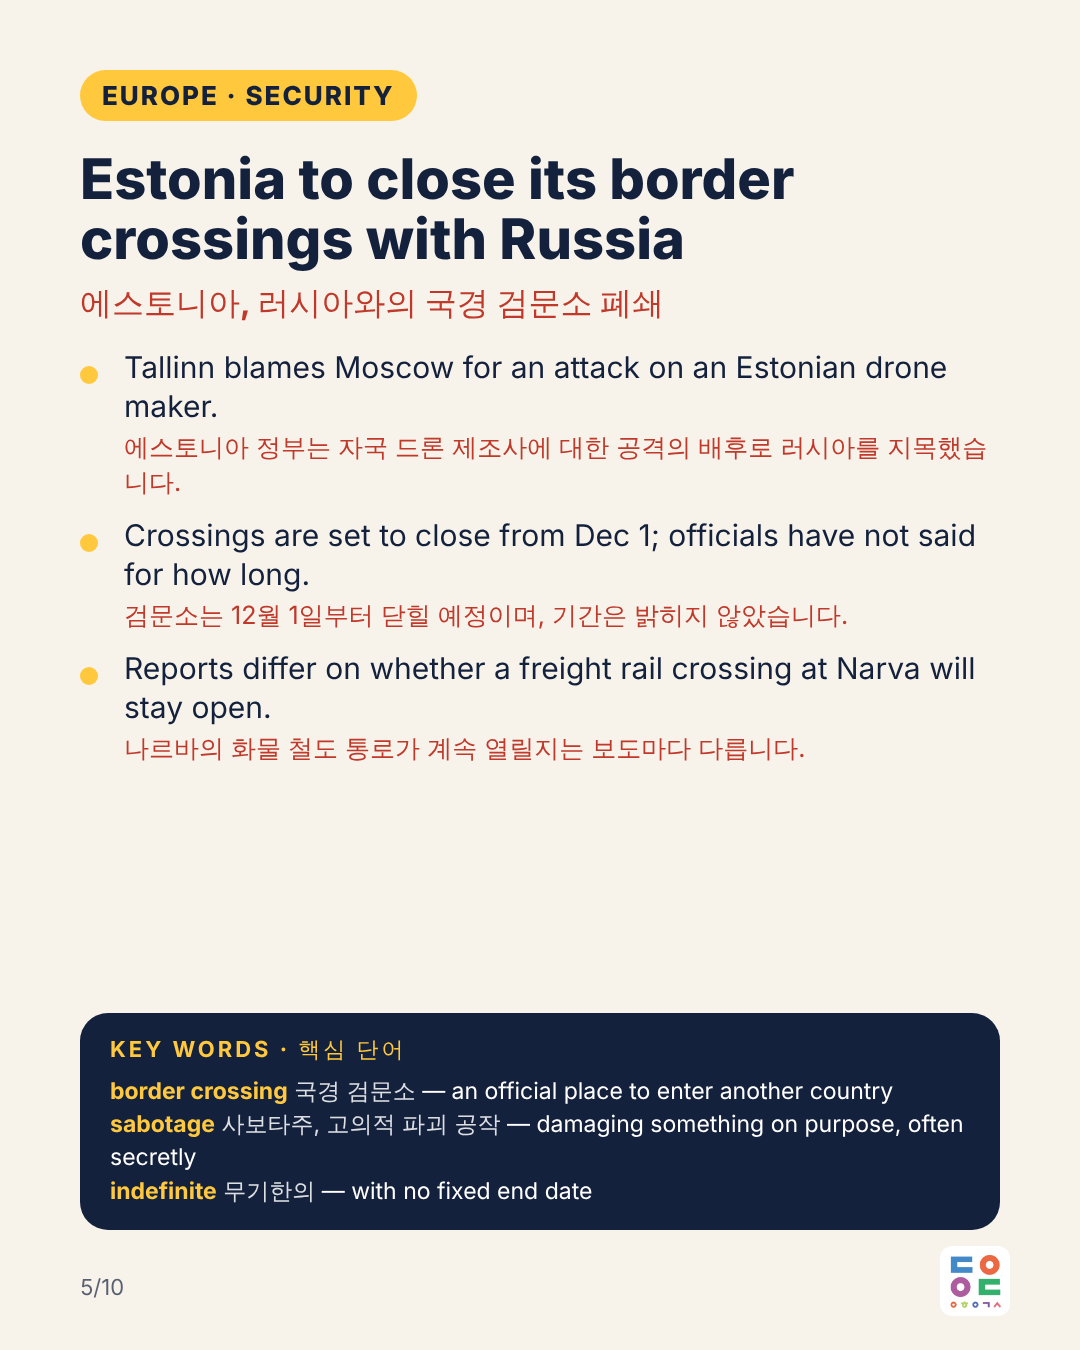 EUROPE · SECURITY
Estonia to close its border
crossings with Russia
에스토니아, 러시아와의 국경 검문소 폐쇄
Tallinn blames Moscow for an attack on an Estonian drone
maker.
에스토니아 정부는 자국 드론 제조사에 대한 공격의 배후로 러시아를 지목했습
니다.
Crossings are set to close from Dec 1; officials have not said
for how long.
검문소는 12월 1일부터 닫힐 예정이며, 기간은 밝히지 않았습니다.
Reports differ on whether a freight rail crossing at Narva will
stay open.
나르바의 화물 철도 통로가 계속 열릴지는 보도마다 다릅니다.
KEY WORDS · 핵심 단어
border crossing 국경 검문소 — an official place to enter another country
sabotage 사보타주, 고의적 파괴 공작 — damaging something on purpose, often
secretly
indefinite 무기한의 — with no fixed end date
5/10